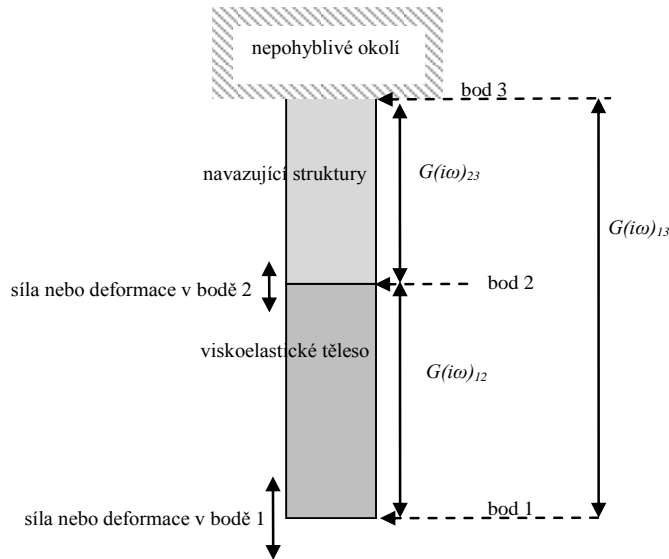 nepohyblivé okolí
bod 3
navazující struktury
G(iω)23
G(iω)13
síla nebo deformace v bodě 2
bod 2
viskoelastické těleso
G(iω)12
síla nebo deformace v bodě 1
bod 1